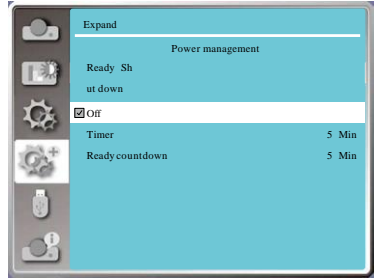 Expand
Power management
Ready Sh
ut down
Off
Timer 5 Min
Ready countdown 5 Min